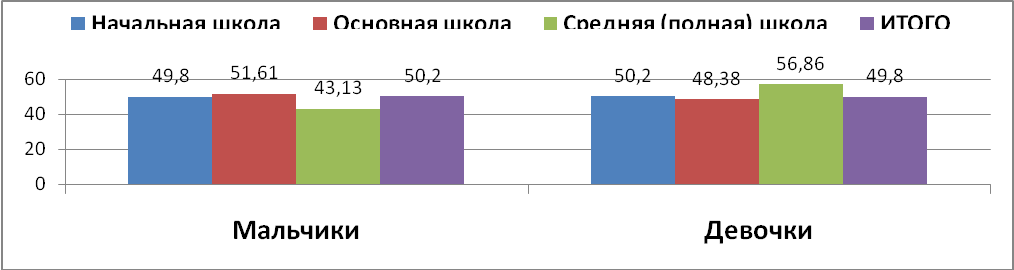 Начальная школа Основная школа Средняя (полная) школа ИТОГО
49,8 51,61 43,13 50,2 50,2 48,38 56,86 49,8
60
40
20
0
Мальчики Девочки